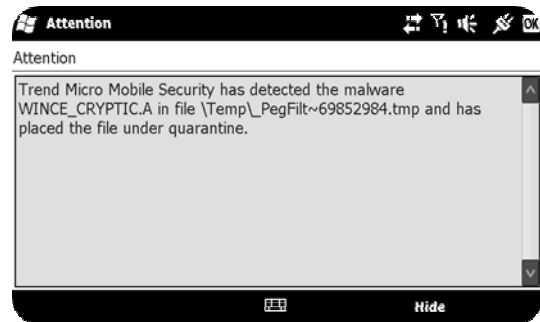 Attention
OK
Attention
Trend Micro Mobile Security has detected the malware
WINCE_CRYPTIC.A in file \Temp\_PegFilt~69852984.tmp and has
placed the file under quarantine.
Hide